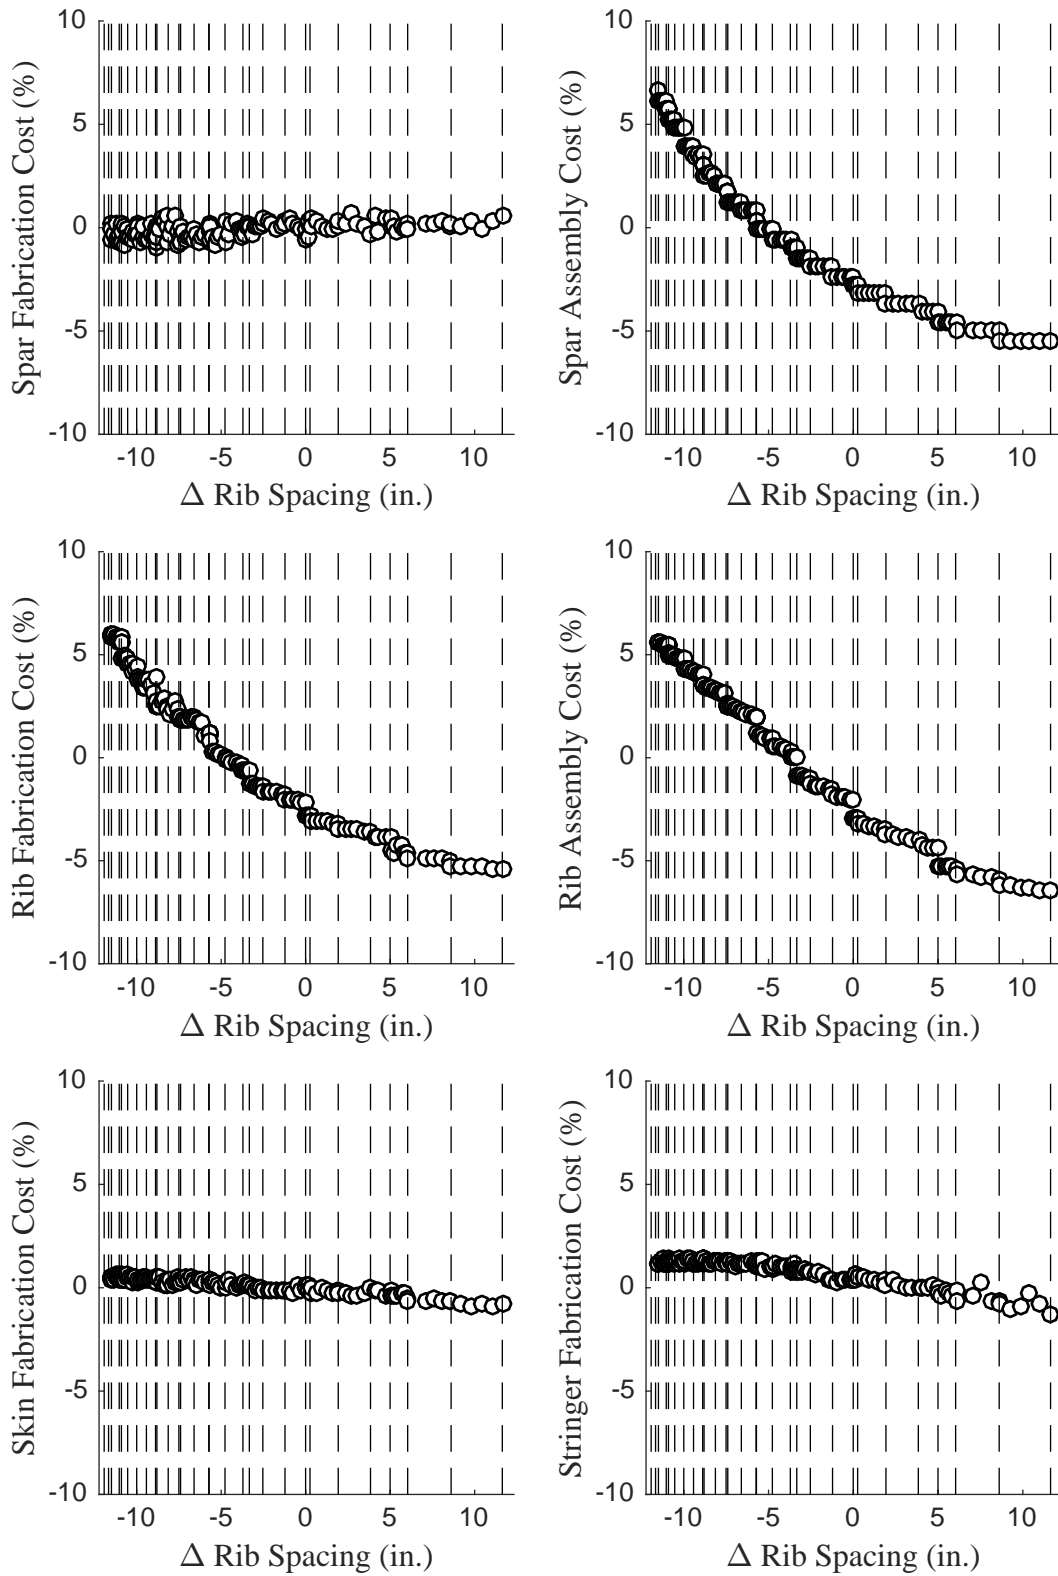 10
5
0
-5
-10
-10 -5 0 5 10
Spar Fabrication Cost (%)
Δ Rib Spacing (in.)
10
5
0
-5
-10
-10 -5 0 5 10
Spar Assembly Cost (%)
Δ Rib Spacing (in.)
10
5
0
-5
-10
-10 -5 0 5 10
Rib Fabrication Cost (%)
Δ Rib Spacing (in.)
10
5
0
-5
-10
-10 -5 0 5 10
Rib Assembly Cost (%)
Δ Rib Spacing (in.)
10
5
0
-5
-10
-10 -5 0 5 10
Skin Fabrication Cost (%)
Δ Rib Spacing (in.)
10
5
0
-5
-10
-10 -5 0 5 10
Stringer Fabrication Cost (%)
Δ Rib Spacing (in.)